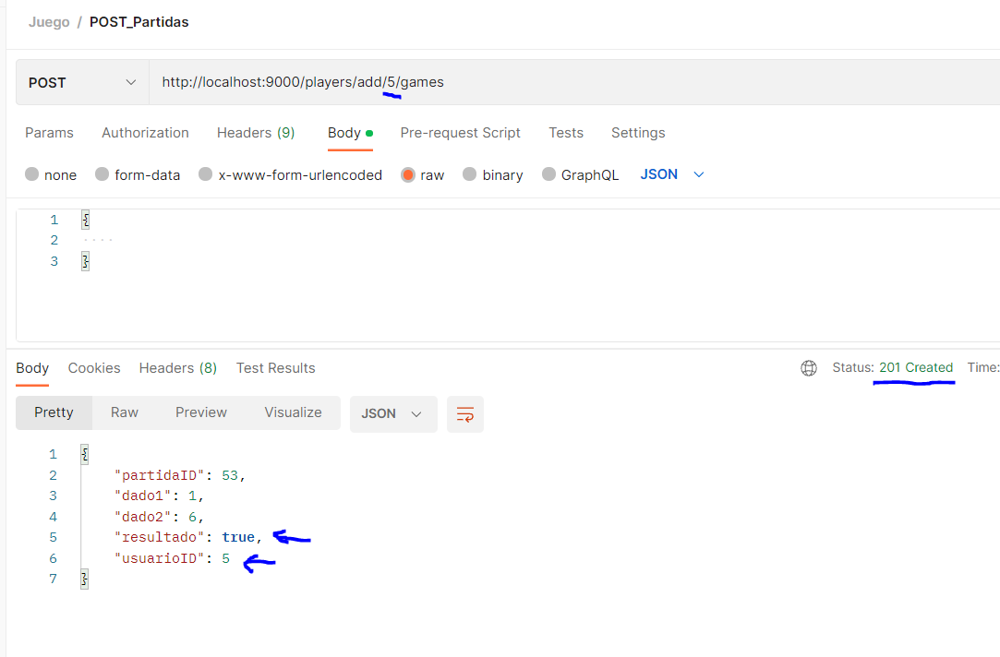 Juego / POST_Partidas
POST http://localhost:9000/players/add/5/games
Params Authorization Headers (9) Body Pre-request Script Tests Settings
none form-data x-www-form-urlencoded raw binary GraphQL JSON
1 {
2 ····
3 }
Body Cookies Headers (8) Test Results Status: 201 Created Time:
Pretty Raw Preview Visualize JSON
1 {
2 "partidaID": 53,
3 "dado1": 1,
4 "dado2": 6,
5 "resultado": true,
6 "usuarioID": 5
7 }